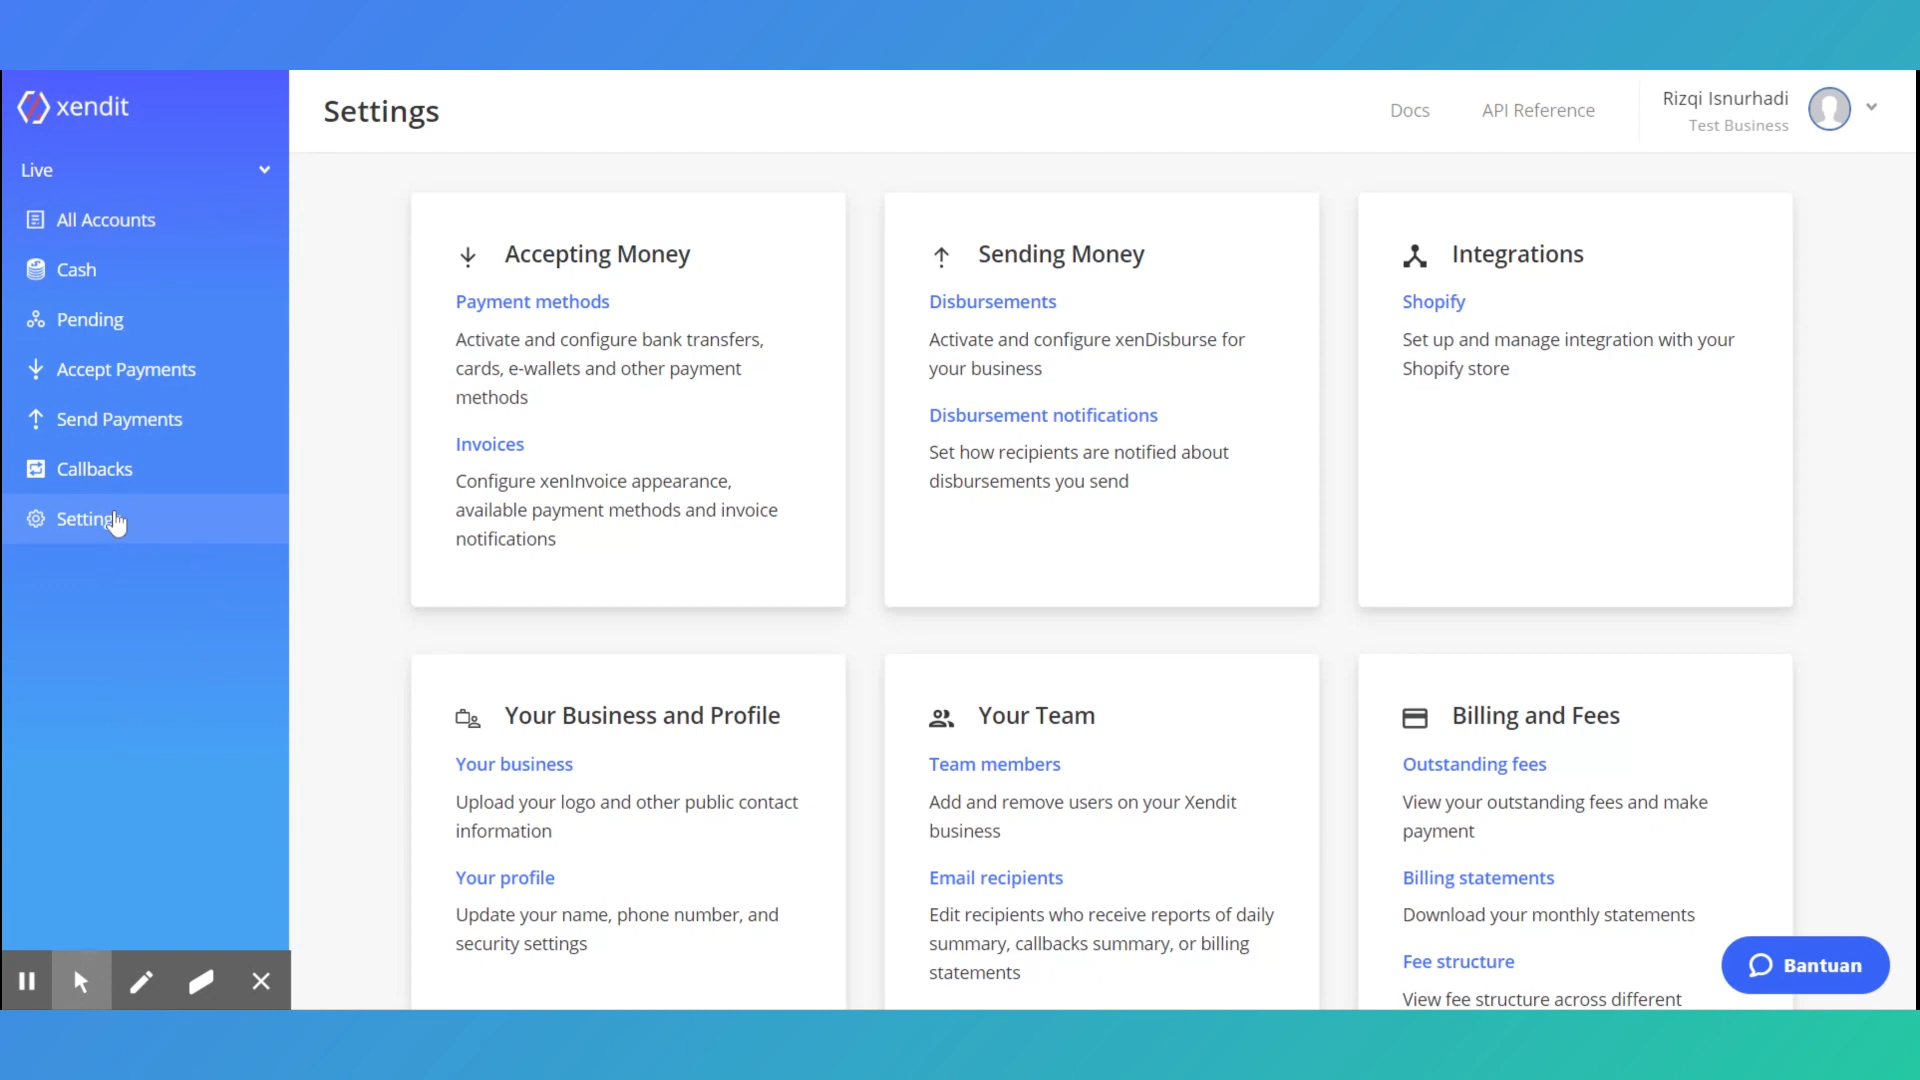 xendit
Settings
Docs
API Reference
Rizqi Isnurhadi
Test Business
Live
All Accounts
Cash
Pending
Accept Payments
Send Payments
Callbacks
Setting
Accepting Money
Payment methods
Activate and configure bank transfers,
cards, e-wallets and other payment
methods
Invoices
Configure xenInvoice appearance,
available payment methods and invoice
notifications
Sending Money
Disbursements
Activate and configure xenDisburse for
your business
Disbursement notifications
Set how recipients are notified about
disbursements you send
Integrations
Shopify
Set up and manage integration with your
Shopify store
Your Business and Profile
Your business
Upload your logo and other public contact
information
Your profile
Update your name, phone number, and
security settings
Your Team
Team members
Add and remove users on your Xendit
business
Email recipients
Edit recipients who receive reports of daily
summary, callbacks summary, or billing
statements
Billing and Fees
Outstanding fees
View your outstanding fees and make
payment
Billing statements
Download your monthly statements
Fee structure
View fee structure across different
Bantuan